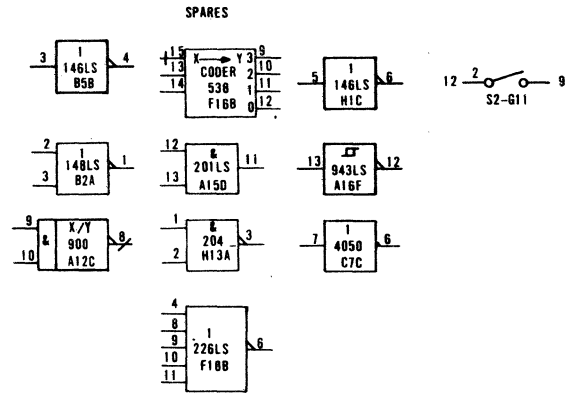 SPARES
3 1 4
146LS
B5B
15 X Y 3 9
13 CODER 2 10
14 538 1 11
F16B 0 12
5 1 6
146LS
H1C
12 2 9
S2-G11
2 1 1
148LS
3 B2A
12 & 11
201LS
13 A15D
13 12
943LS
A16F
9 & X/Y 8
900
10 A12C
1 & 3
204
2 H13A
7 1 6
4050
C7C
4
8
9 1 6
10 226LS
11 F18B